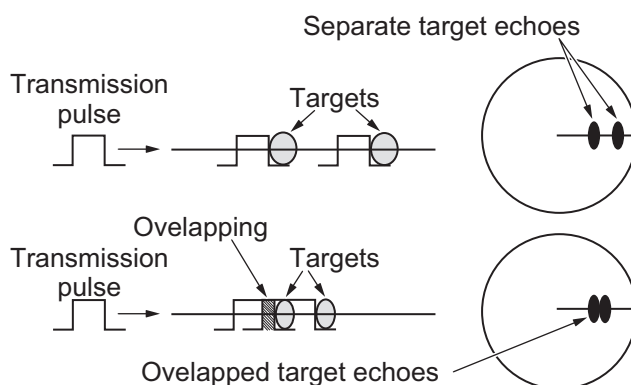 Separate target echoes
Transmission
pulse
Targets
Ovelapping
Transmission
pulse
Targets
Ovelapped target echoes